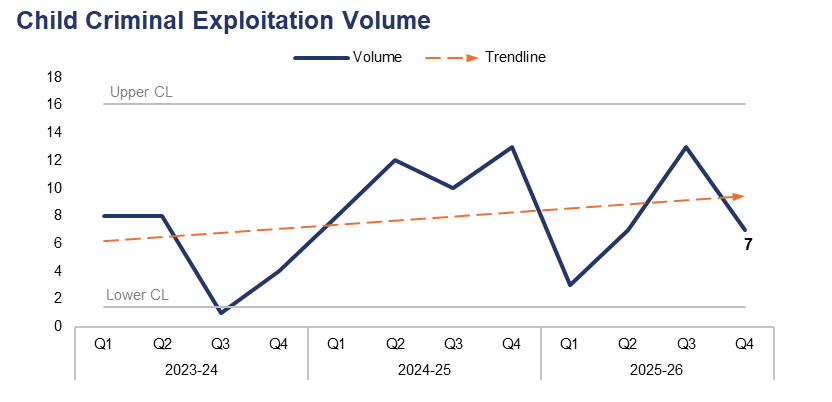 Child Criminal Exploitation Volume
Volume Trendline
18
Upper CL
16
14
12
10
8
6
7
4
2
Lower CL
0
Q1 Q2 Q3 Q4 Q1 Q2 Q3 Q4 Q1 Q2 Q3 Q4
2023-24 2024-25 2025-26